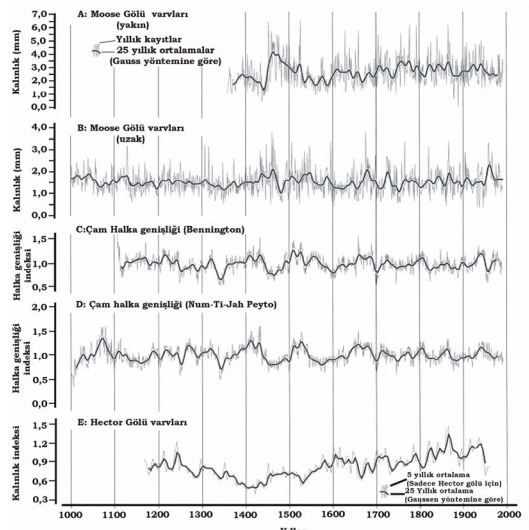 A: Moose Gölü varvları
(yakın)
Yıllık kayıtlar
25 yıllık ortalamalar
(Gauss yöntemine göre)
Kalınlık (mm)
7,0
6,0
5,0
4,0
3,0
2,0
1,0
0,0
B: Moose Gölü varvları
(uzak)
Kalınlık (mm)
4,0
3,0
2,0
1,0
0,0
C:Çam Halka genişliği (Bennington)
Halka genişliği
indeksi
1,5
1,0
0,5
D: Çam halka genişliği (Num-Ti-Jah Peyto)
Halka genişliği
indeksi
2,0
1,5
1,0
0,5
0,0
E: Hector Gölü varvları
Kalınlık indeksi
1,5
1,2
0,9
0,6
0,3
5 yıllık ortalama
(Sadece Hector gölü için)
25 Yıllık ortalama
(Gaussen yöntemine göre)
1000 1100 1200 1300 1400 1500 1600 1700 1800 1900 2000